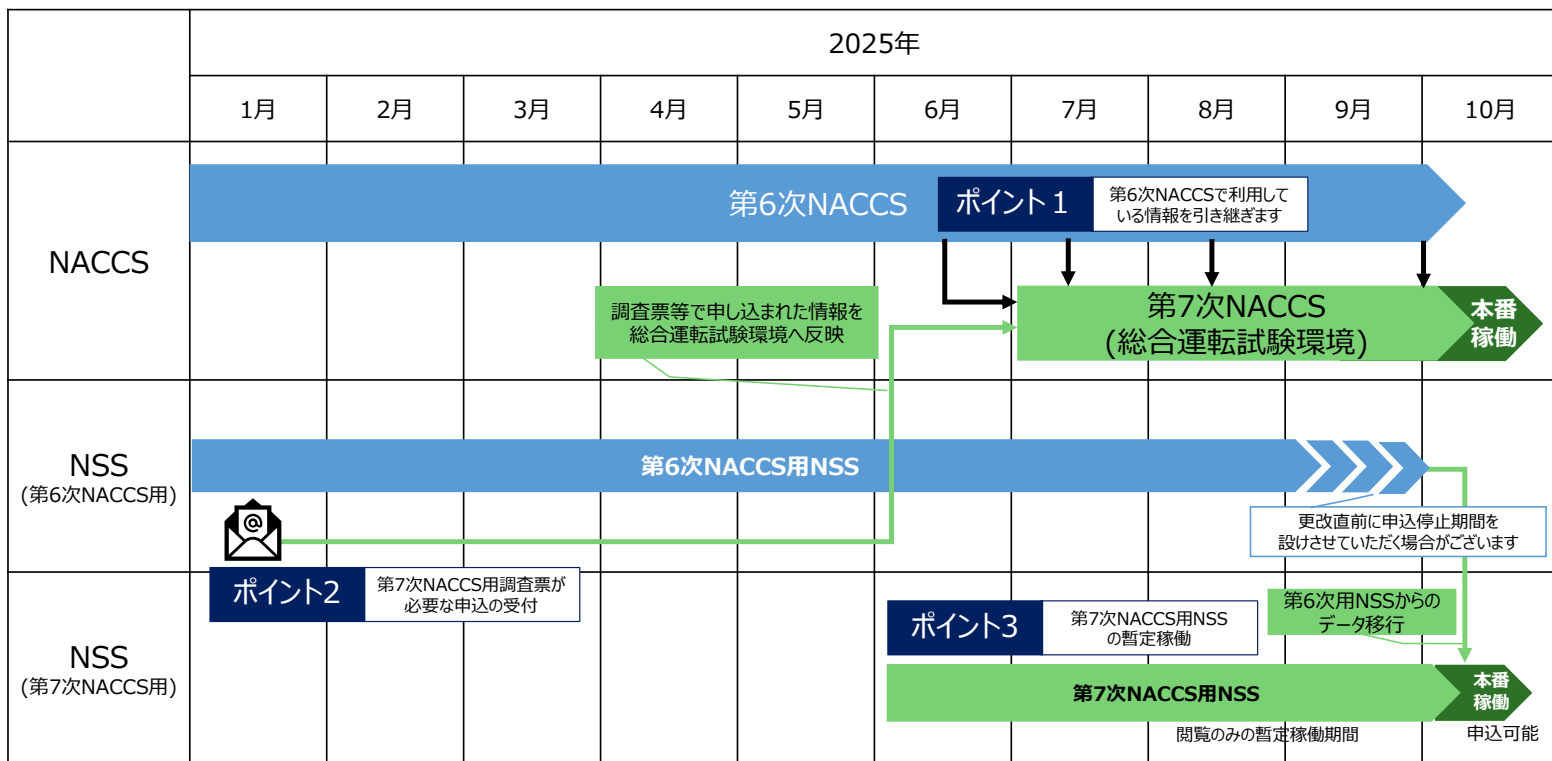 2025年
1月
2月
3月
4月
5月
6月
7月
8月
9月
10月
NACCS
第6次NACCS
ポイント１
第6次NACCSで利用して
いる情報を引き継ぎます
調査票等で申し込まれた情報を
総合運転試験環境へ反映
第7次NACCS
(総合運転試験環境)
本番
稼働
NSS
(第6次NACCS用)
第6次NACCS用NSS
@
更改直前に申込停止期間を
設けさせていただく場合がございます
ポイント2
第7次NACCS用調査票が
必要な申込の受付
NSS
(第7次NACCS用)
ポイント3
第7次NACCS用NSS
の暫定稼働
第6次用NSSからの
データ移行
第7次NACCS用NSS
本番
稼働
閲覧のみの暫定稼働期間
申込可能